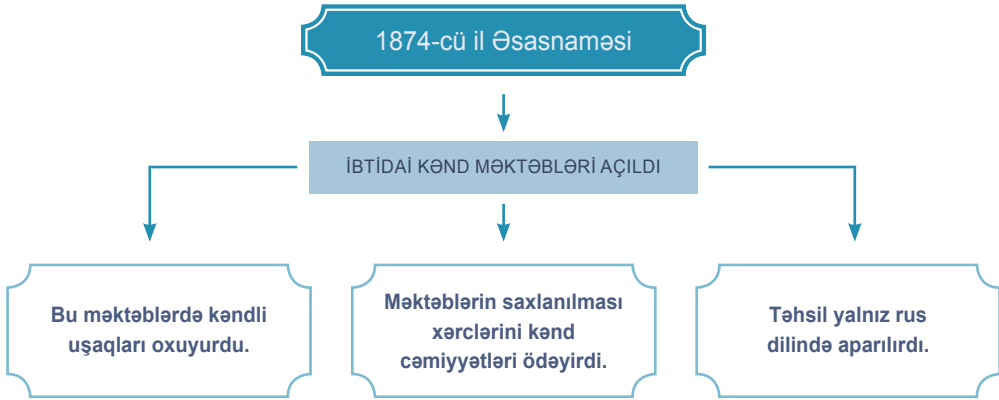 1874-cü il Əsasnaməsi
İBTİDAİ KƏND MƏKTƏBLƏRİ AÇILDI
Bu məktəblərdə kəndli
uşaqları oxuyurdu.
Məktəblərin saxlanılması
xərclərini kənd
cəmiyyətləri ödəyirdi.
Təhsil yalnız rus
dilində aparılırdı.